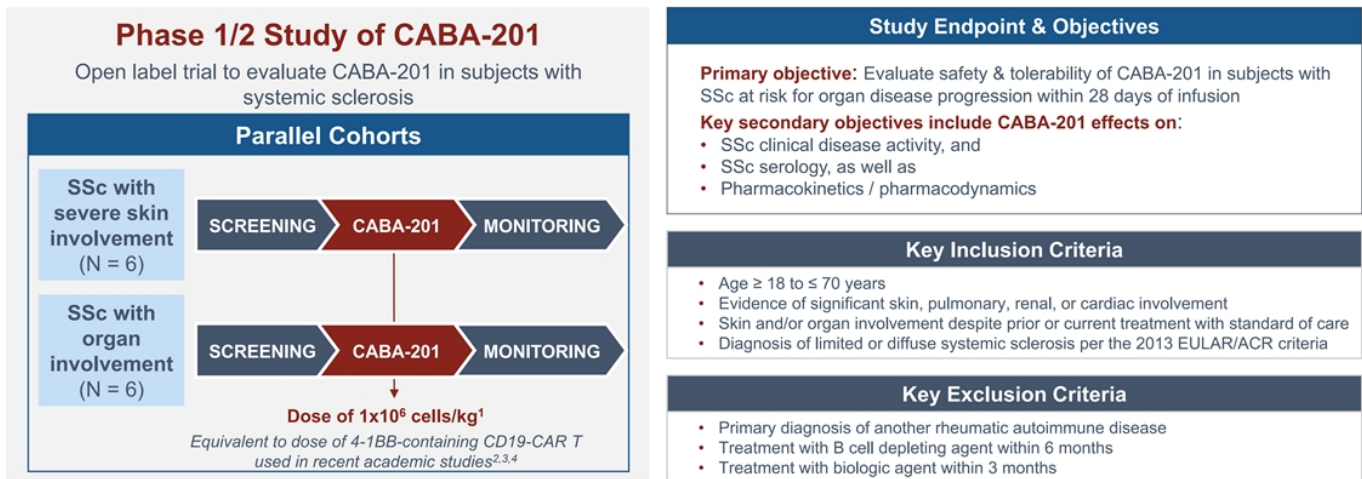 Phase 1/2 Study of CABA-201
Open label trial to evaluate CABA-201 in subjects with
systemic sclerosis
Parallel Cohorts
SSc with
severe skin
involvement
(N = 6)
SCREENING
CABA-201
MONITORING
SSc with
organ
involvement
(N = 6)
SCREENING
CABA-201
MONITORING
Dose of 1x10⁶ cells/kg¹
Equivalent to dose of 4-1BB-containing CD19-CAR T
used in recent academic studies²,³,⁴
Study Endpoint & Objectives
Primary objective: Evaluate safety & tolerability of CABA-201 in subjects with
SSc at risk for organ disease progression within 28 days of infusion
Key secondary objectives include CABA-201 effects on:
• SSc clinical disease activity, and
• SSc serology, as well as
• Pharmacokinetics / pharmacodynamics
Key Inclusion Criteria
• Age ≥ 18 to ≤ 70 years
• Evidence of significant skin, pulmonary, renal, or cardiac involvement
• Skin and/or organ involvement despite prior or current treatment with standard of care
• Diagnosis of limited or diffuse systemic sclerosis per the 2013 EULAR/ACR criteria
Key Exclusion Criteria
• Primary diagnosis of another rheumatic autoimmune disease
• Treatment with B cell depleting agent within 6 months
• Treatment with biologic agent within 3 months